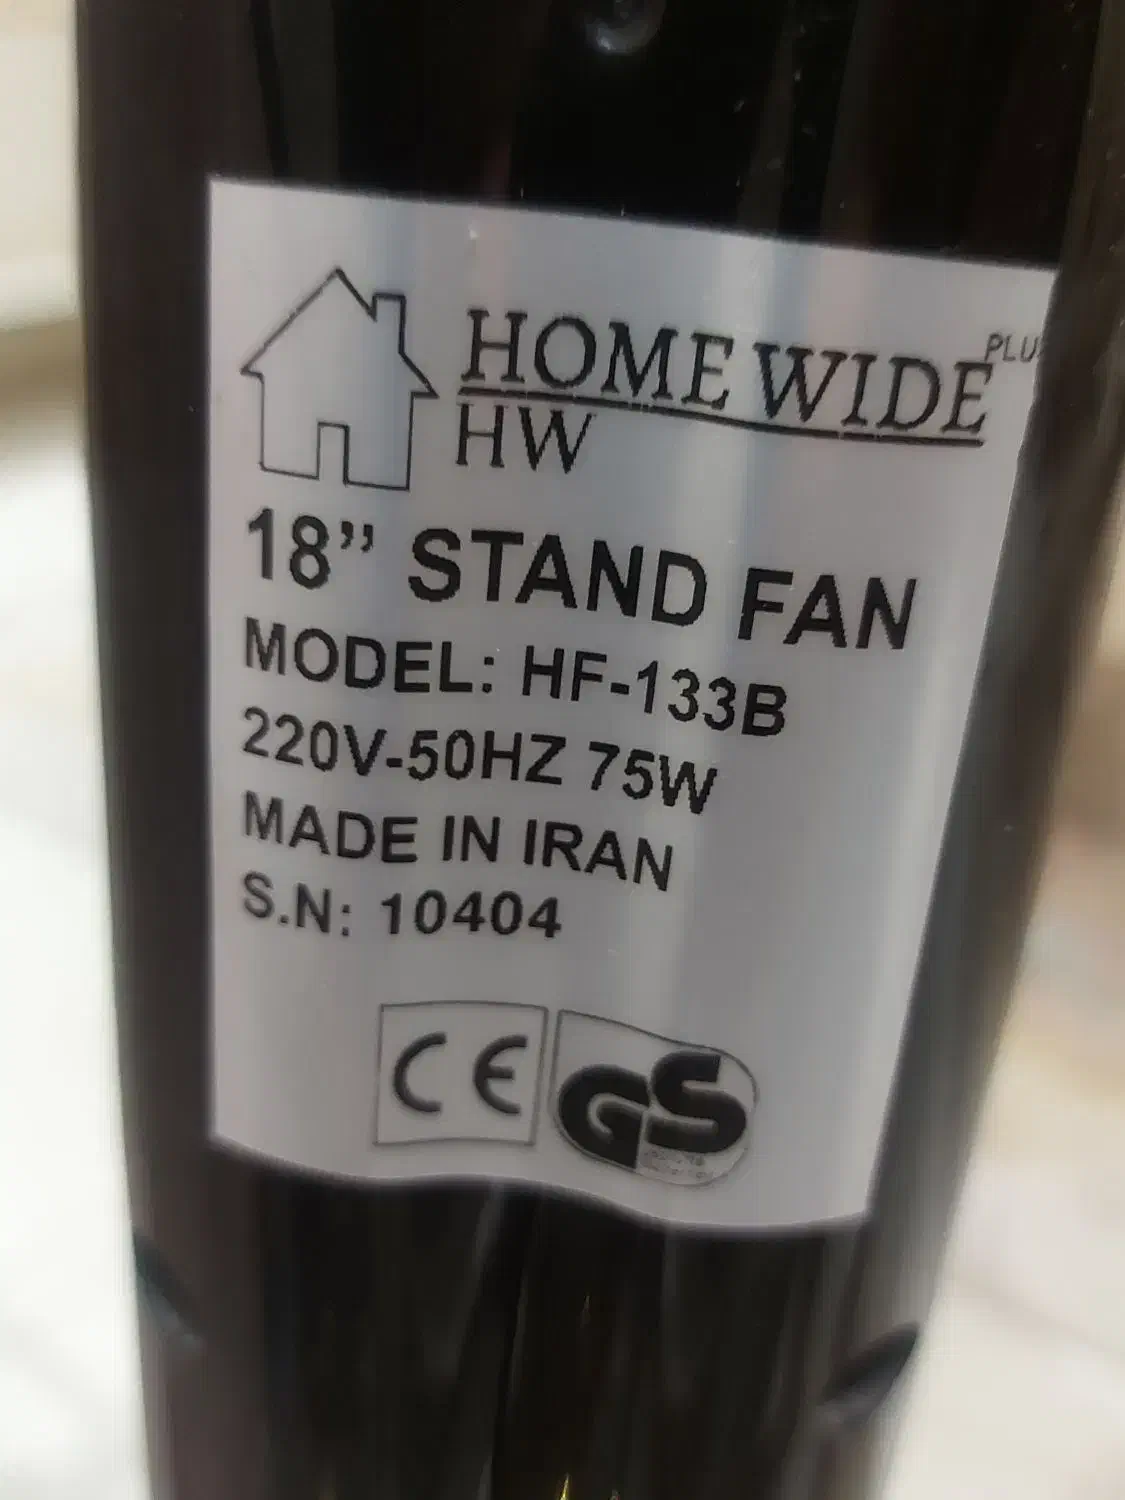 HOME WIDE PLUS
HW
18” STAND FAN
MODEL: HF-133B
220V-50HZ 75W
MADE IN IRAN
S.N: 10404
CE GS